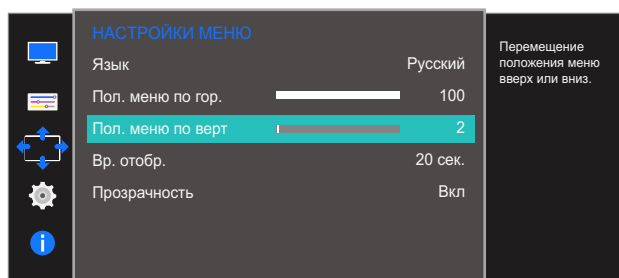 НАСТРОЙКИ МЕНЮ
Язык Русский
Пол. меню по гор. 100
Пол. меню по верт 2
Вр. отобр. 20 сек.
Прозрачность Вкл
Перемещение
положения меню
вверх или вниз.